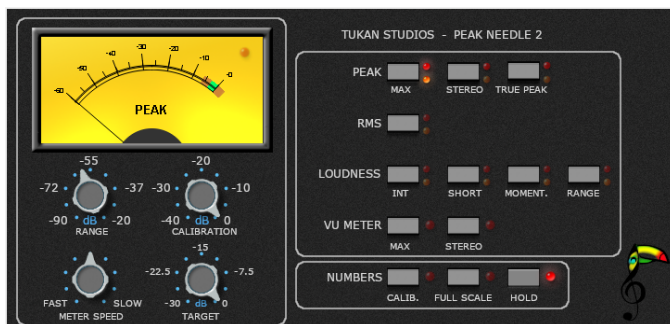 TUKAN STUDIOS - PEAK NEEDLE 2
-60 -50 -40 -30 -20 -10 -0
PEAK
-55
-72 -37
-90 dB -20
RANGE
-20
-30 -10
-40 dB 0
CALIBRATION
FAST SLOW
METER SPEED
-15
-22.5 -7.5
-30 dB 0
TARGET
PEAK
MAX STEREO TRUE PEAK
RMS
LOUDNESS
INT SHORT MOMENT. RANGE
VU METER
MAX STEREO
NUMBERS
CALIB. FULL SCALE HOLD